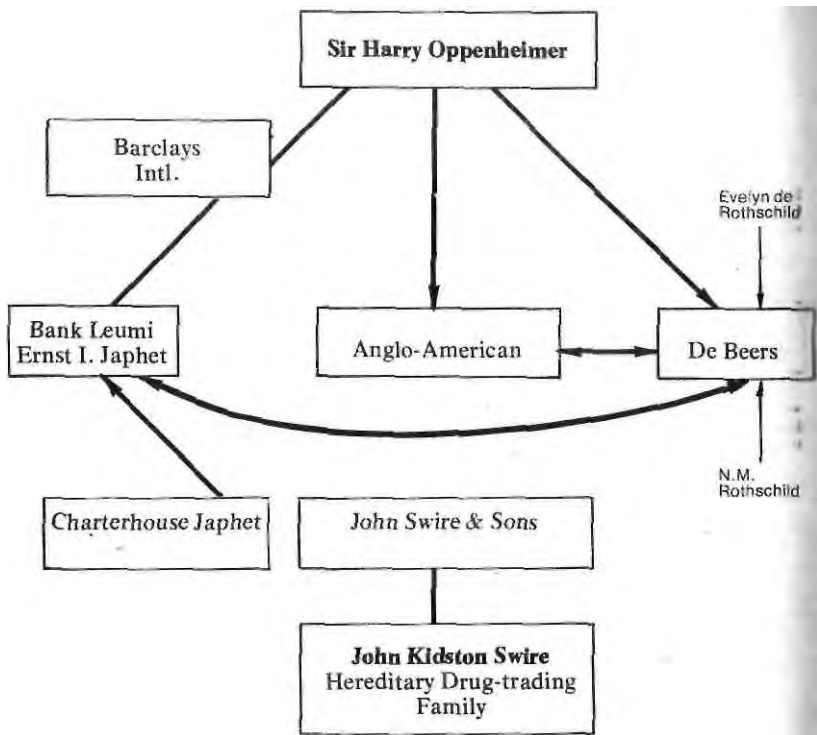 Sir Harry Oppenheimer
Barclays
Intl.
Evelyn de
Rothschild
Bank Leumi
Ernst I. Japhet
Anglo-American
De Beers
N.M.
Rothschild
Charterhouse Japhet
John Swire & Sons
John Kidston Swire
Hereditary Drug-trading
Family